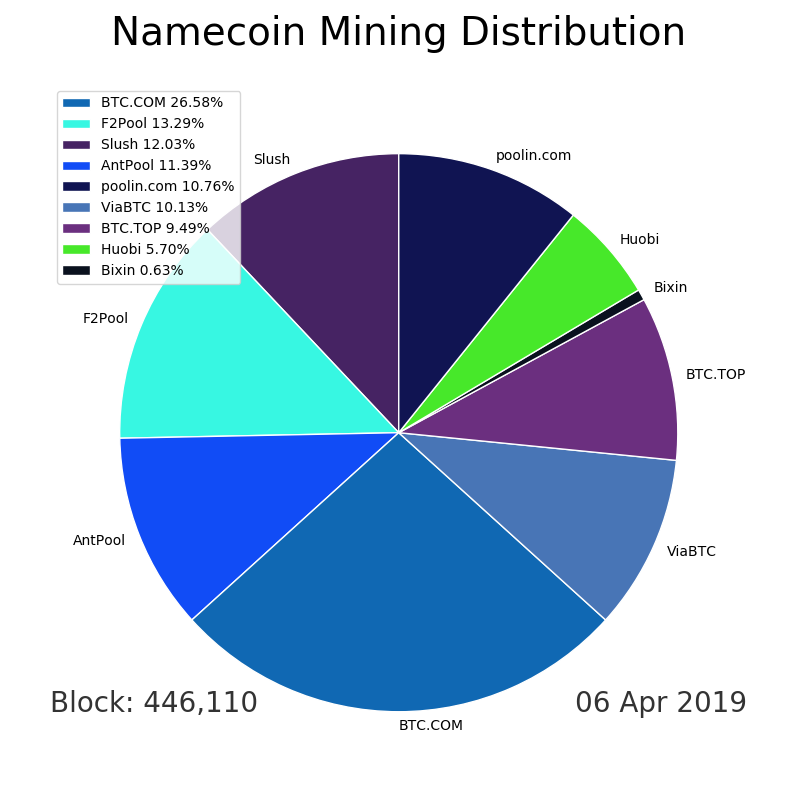 Namecoin Mining Distribution
BTC.COM 26.58%
F2Pool 13.29%
Slush 12.03%
AntPool 11.39%
poolin.com 10.76%
ViaBTC 10.13%
BTC.TOP 9.49%
Huobi 5.70%
Bixin 0.63%
Slush
poolin.com
Huobi
Bixin
F2Pool
BTC.TOP
AntPool
ViaBTC
Block: 446,110
06 Apr 2019
BTC.COM